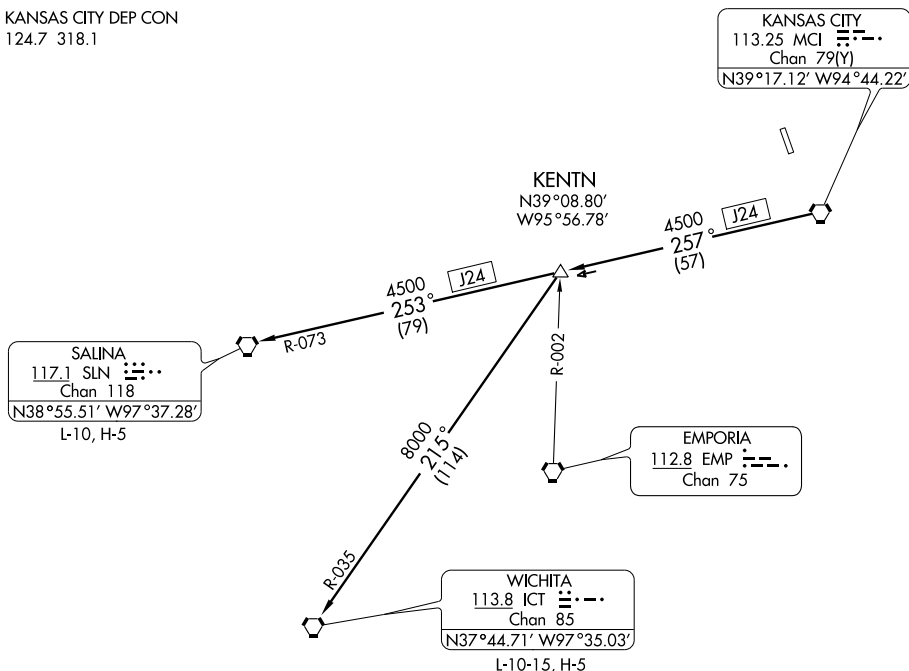 KANSAS CITY DEP CON
124.7 318.1
KANSAS CITY
113.25 MCI
Chan 79(Y)
N39°17.12' W94°44.22'
KENTN
N39°08.80'
W95°56.78'
4500
J24
257°
(57)
4500
J24
253°
(79)
R-073
R-002
SALINA
117.1 SLN
Chan 118
N38°55.51' W97°37.28'
L-10, H-5
8000
215°
(114)
R-035
EMPORIA
112.8 EMP
Chan 75
WICHITA
113.8 ICT
Chan 85
N37°44.71' W97°35.03'
L-10-15, H-5